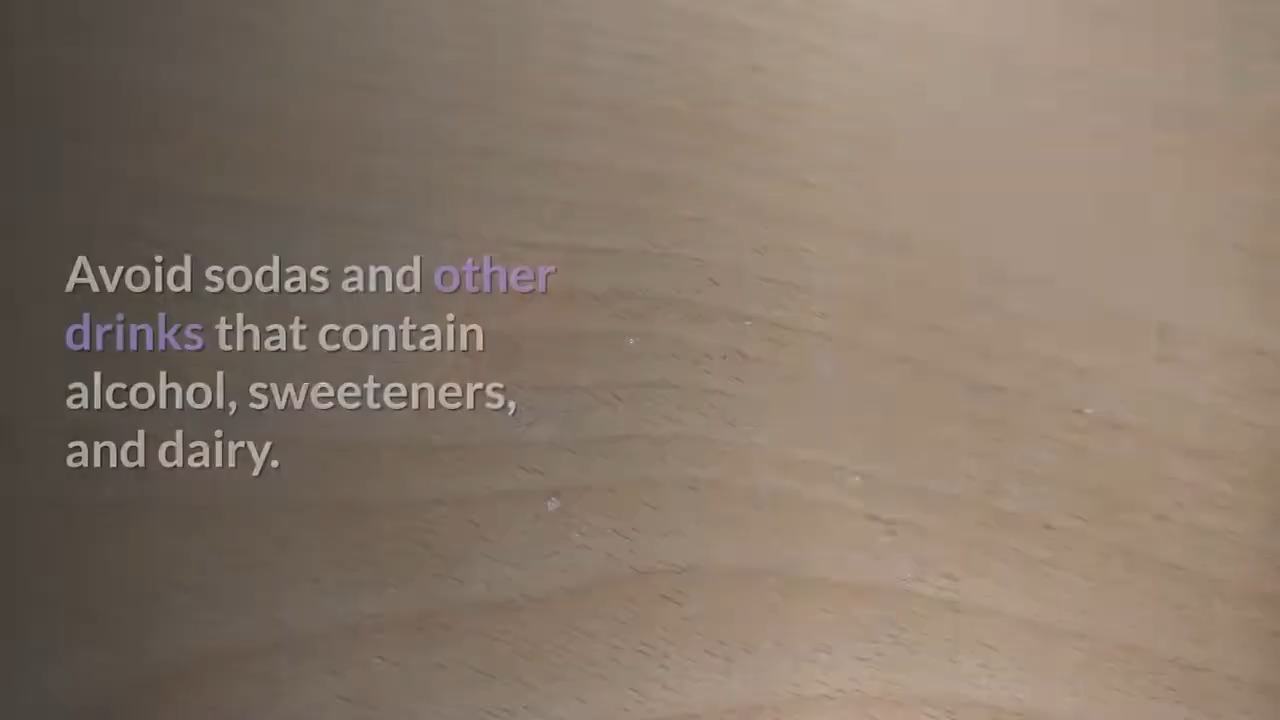 Avoid sodas and other
drinks that contain
alcohol, sweeteners,
and dairy.